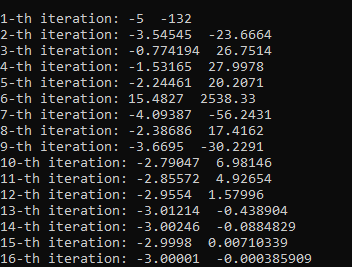 1-th iteration: -5  -132
2-th iteration: -3.54545  -23.6664
3-th iteration: -0.774194  26.7514
4-th iteration: -1.53165  27.9978
5-th iteration: -2.24461  20.2071
6-th iteration: 15.4827  2538.33
7-th iteration: -4.09387  -56.2431
8-th iteration: -2.38686  17.4162
9-th iteration: -3.6695  -30.2291
10-th iteration: -2.79047  6.98146
11-th iteration: -2.85572  4.92654
12-th iteration: -2.9554  1.57996
13-th iteration: -3.01214  -0.438904
14-th iteration: -3.00246  -0.0884829
15-th iteration: -2.9998  0.00710339
16-th iteration: -3.00001  -0.000385909